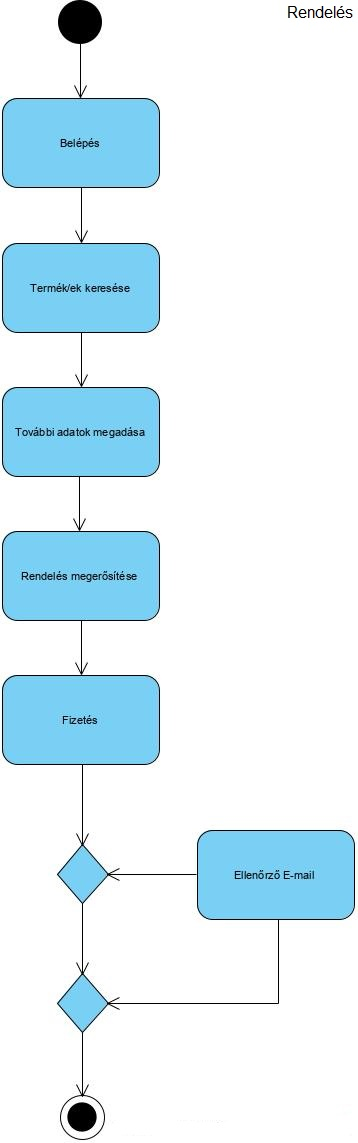 Rendelés
Belépés
Termék/ek keresése
További adatok megadása
Rendelés megerősítése
Fizetés
Ellenőrző E-mail